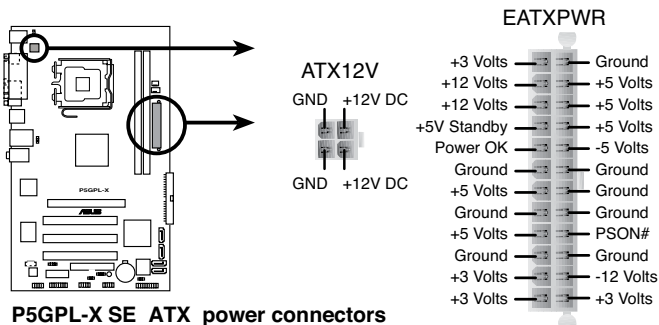 EATXPWR
ATX12V
GND +12V DC
GND +12V DC
+3 Volts Ground
+12 Volts +5 Volts
+12 Volts +5 Volts
+5V Standby +5 Volts
Power OK -5 Volts
Ground Ground
+5 Volts Ground
Ground Ground
+5 Volts PSON#
Ground Ground
+3 Volts -12 Volts
+3 Volts +3 Volts
P5GPL-X
ASUS
P5GPL-X SE ATX power connectors